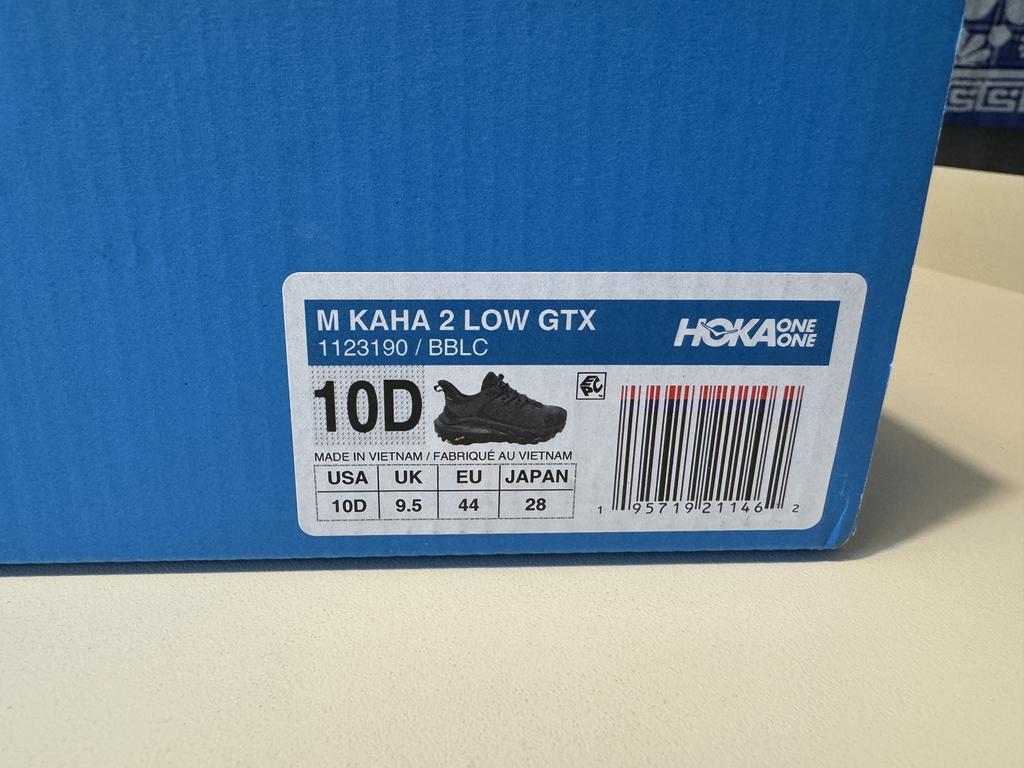 M KAHA 2 LOW GTX
1123190 / BBLC
HOKA ONE ONE
10D
EPC
MADE IN VIETNAM / FABRIQUÉ AU VIETNAM
USA UK EU JAPAN
10D 9.5 44 28
1 95719 21146 2